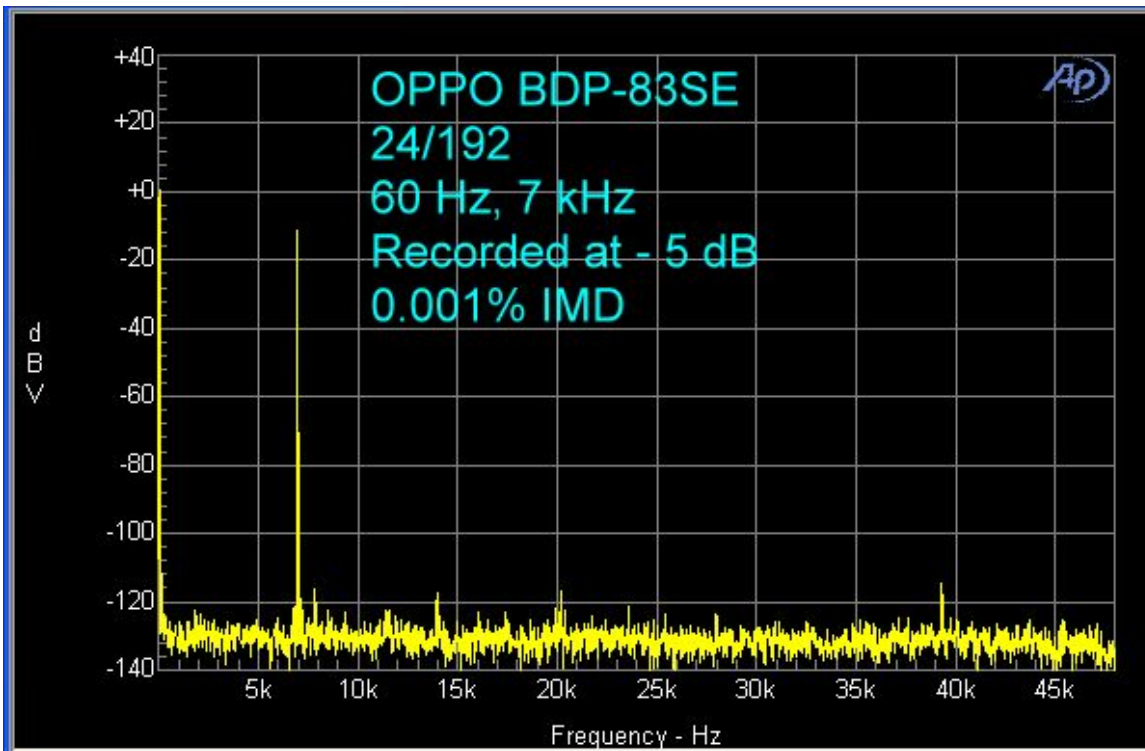 +40
+20
+0
-20
-40
-60
-80
-100
-120
-140
d
B
V
OPPO BDP-83SE
24/192
60 Hz, 7 kHz
Recorded at - 5 dB
0.001% IMD
Ap
5k 10k 15k 20k 25k 30k 35k 40k 45k
Frequency - Hz